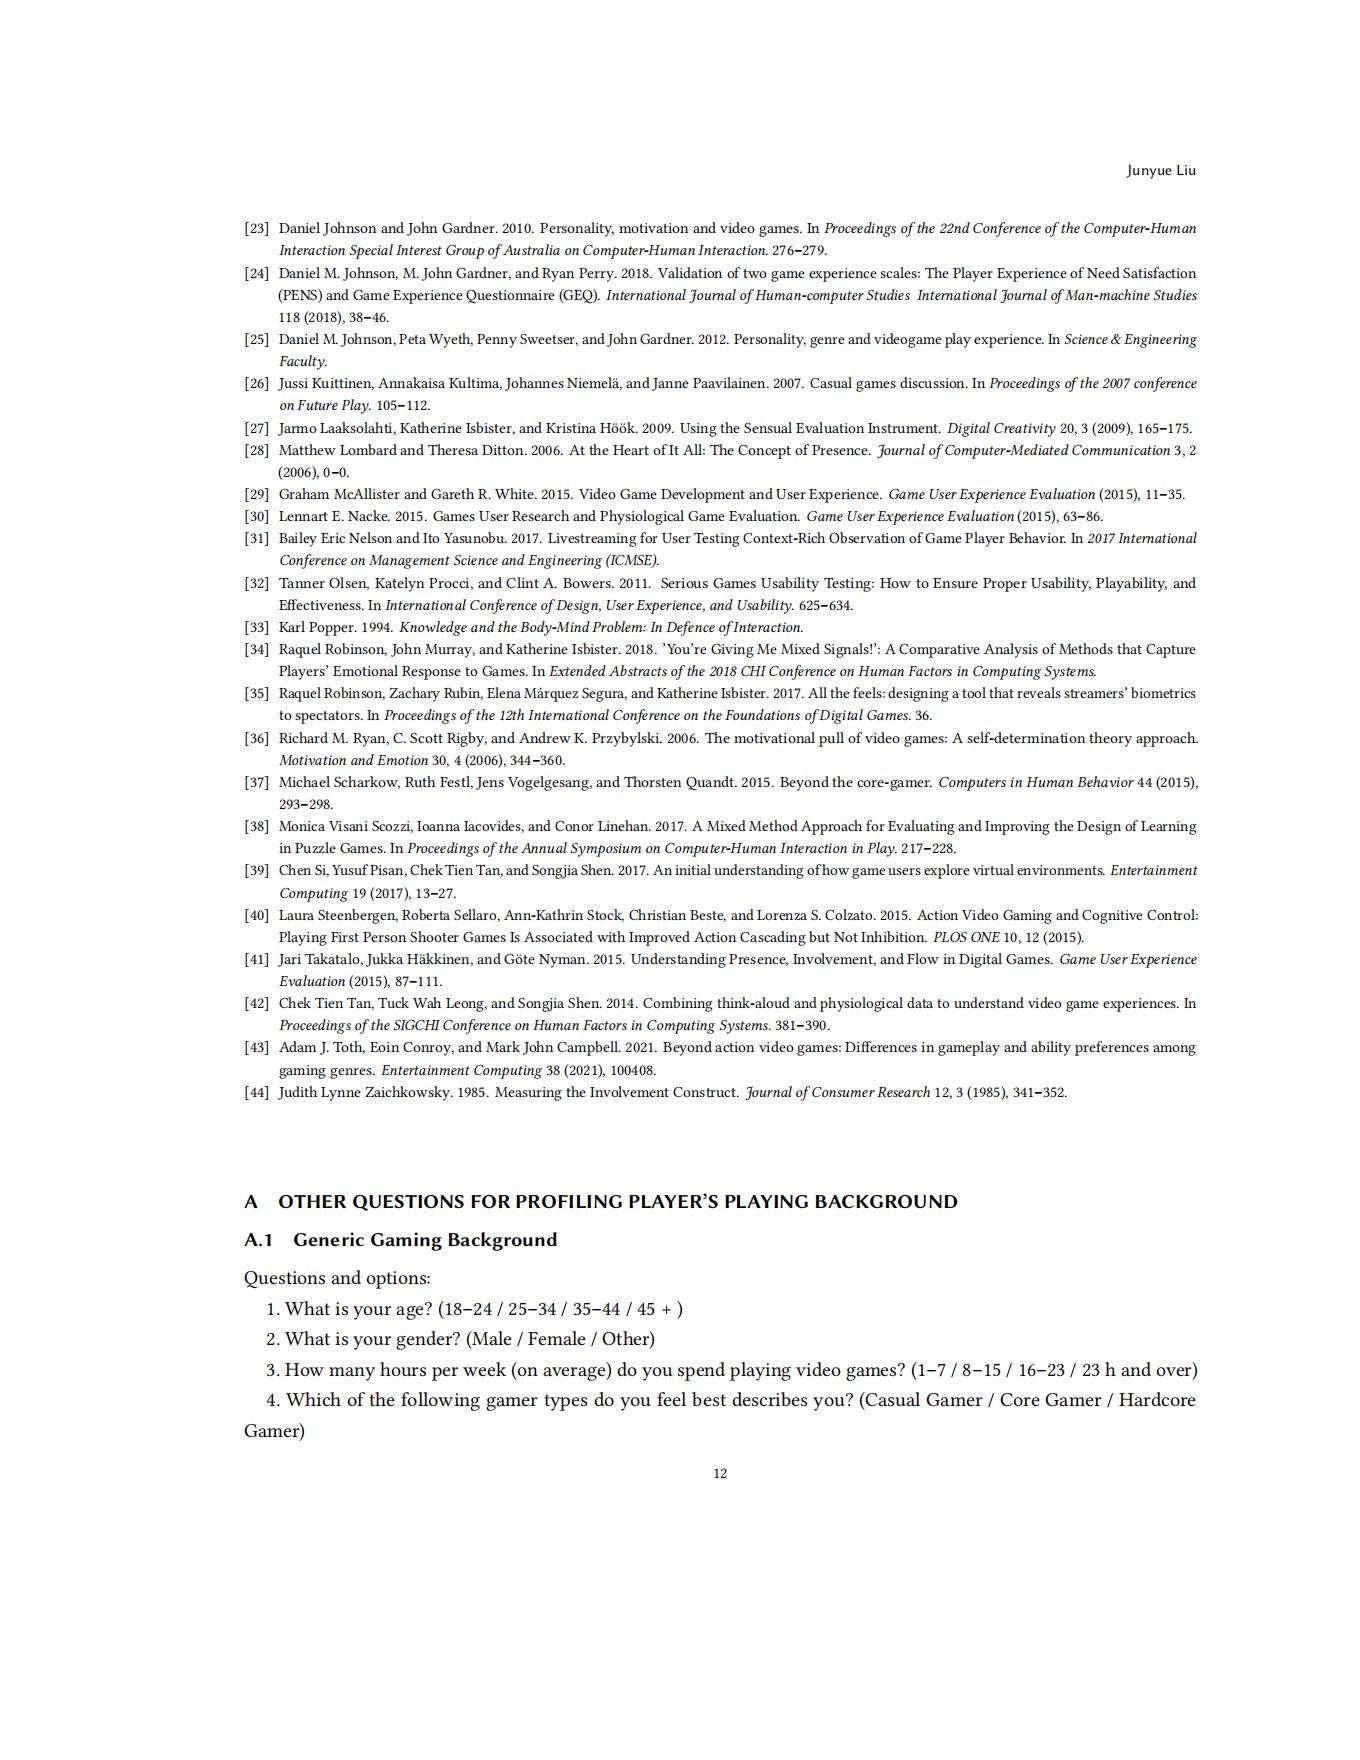 Junyue Liu
[23] Daniel Johnson and John Gardner. 2010. Personality, motivation and video games. In Proceedings of the 22nd Conference of the Computer-Human
Interaction Special Interest Group of Australia on Computer-Human Interaction. 276–279.
[24] Daniel M. Johnson, M. John Gardner, and Ryan Perry. 2018. Validation of two game experience scales: The Player Experience of Need Satisfaction
(PENS) and Game Experience Questionnaire (GEQ). International Journal of Human-computer Studies International Journal of Man-machine Studies
118 (2018), 38–46.
[25] Daniel M. Johnson, Peta Wyeth, Penny Sweetser, and John Gardner. 2012. Personality, genre and videogame play experience. In Science & Engineering
Faculty.
[26] Jussi Kuittinen, Annakaisa Kultima, Johannes Niemelä, and Janne Paavilainen. 2007. Casual games discussion. In Proceedings of the 2007 conference
on Future Play. 105–112.
[27] Jarmo Laaksolahti, Katherine Isbister, and Kristina Höök. 2009. Using the Sensual Evaluation Instrument. Digital Creativity 20, 3 (2009), 165–175.
[28] Matthew Lombard and Theresa Ditton. 2006. At the Heart of It All: The Concept of Presence. Journal of Computer-Mediated Communication 3, 2
(2006), 0–0.
[29] Graham McAllister and Gareth R. White. 2015. Video Game Development and User Experience. Game User Experience Evaluation (2015), 11–35.
[30] Lennart E. Nacke. 2015. Games User Research and Physiological Game Evaluation. Game User Experience Evaluation (2015), 63–86.
[31] Bailey Eric Nelson and Ito Yasunobu. 2017. Livestreaming for User Testing Context-Rich Observation of Game Player Behavior. In 2017 International
Conference on Management Science and Engineering (ICMSE).
[32] Tanner Olsen, Katelyn Procci, and Clint A. Bowers. 2011. Serious Games Usability Testing: How to Ensure Proper Usability, Playability, and
Effectiveness. In International Conference of Design, User Experience, and Usability. 625–634.
[33] Karl Popper. 1994. Knowledge and the Body-Mind Problem: In Defence of Interaction.
[34] Raquel Robinson, John Murray, and Katherine Isbister. 2018. ’You’re Giving Me Mixed Signals!’: A Comparative Analysis of Methods that Capture
Players’ Emotional Response to Games. In Extended Abstracts of the 2018 CHI Conference on Human Factors in Computing Systems.
[35] Raquel Robinson, Zachary Rubin, Elena Márquez Segura, and Katherine Isbister. 2017. All the feels: designing a tool that reveals streamers’ biometrics
to spectators. In Proceedings of the 12th International Conference on the Foundations of Digital Games. 36.
[36] Richard M. Ryan, C. Scott Rigby, and Andrew K. Przybylski. 2006. The motivational pull of video games: A self-determination theory approach.
Motivation and Emotion 30, 4 (2006), 344–360.
[37] Michael Scharkow, Ruth Festl, Jens Vogelgesang, and Thorsten Quandt. 2015. Beyond the core-gamer. Computers in Human Behavior 44 (2015),
293–298.
[38] Monica Visani Scozzi, Ioanna Iacovides, and Conor Linehan. 2017. A Mixed Method Approach for Evaluating and Improving the Design of Learning
in Puzzle Games. In Proceedings of the Annual Symposium on Computer-Human Interaction in Play. 217–228.
[39] Chen Si, Yusuf Pisan, Chek Tien Tan, and Songjia Shen. 2017. An initial understanding of how game users explore virtual environments. Entertainment
Computing 19 (2017), 13–27.
[40] Laura Steenbergen, Roberta Sellaro, Ann-Kathrin Stock, Christian Beste, and Lorenza S. Colzato. 2015. Action Video Gaming and Cognitive Control:
Playing First Person Shooter Games Is Associated with Improved Action Cascading but Not Inhibition. PLOS ONE 10, 12 (2015).
[41] Jari Takatalo, Jukka Häkkinen, and Göte Nyman. 2015. Understanding Presence, Involvement, and Flow in Digital Games. Game User Experience
Evaluation (2015), 87–111.
[42] Chek Tien Tan, Tuck Wah Leong, and Songjia Shen. 2014. Combining think-aloud and physiological data to understand video game experiences. In
Proceedings of the SIGCHI Conference on Human Factors in Computing Systems. 381–390.
[43] Adam J. Toth, Eoin Conroy, and Mark John Campbell. 2021. Beyond action video games: Differences in gameplay and ability preferences among
gaming genres. Entertainment Computing 38 (2021), 100408.
[44] Judith Lynne Zaichkowsky. 1985. Measuring the Involvement Construct. Journal of Consumer Research 12, 3 (1985), 341–352.
A OTHER QUESTIONS FOR PROFILING PLAYER’S PLAYING BACKGROUND
A.1 Generic Gaming Background
Questions and options:
1. What is your age? (18–24 / 25–34 / 35–44 / 45 + )
2. What is your gender? (Male / Female / Other)
3. How many hours per week (on average) do you spend playing video games? (1–7 / 8–15 / 16–23 / 23 h and over)
4. Which of the following gamer types do you feel best describes you? (Casual Gamer / Core Gamer / Hardcore
Gamer)
12